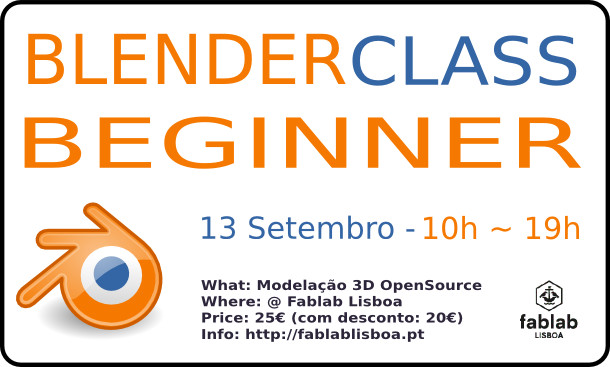 BLENDERCLASS
BEGINNER
13 Setembro - 10h ~ 19h
What: Modelação 3D OpenSource
Where: @ Fablab Lisboa
Price: 25€ (com desconto: 20€)
Info: http://fablablisboa.pt
fablab
LISBOA